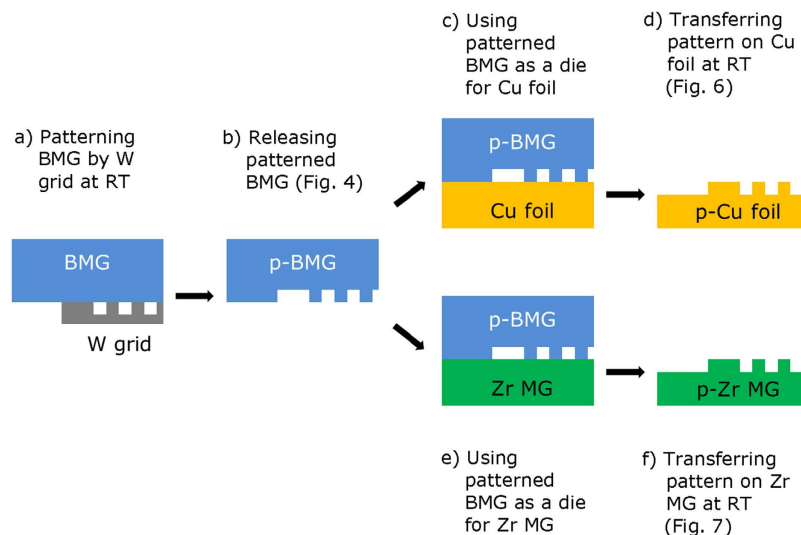 a) Patterning
BMG by W
grid at RT
BMG
W grid
b) Releasing
patterned
BMG (Fig. 4)
p-BMG
c) Using
patterned
BMG as a die
for Cu foil
p-BMG
Cu foil
d) Transferring
pattern on Cu
foil at RT
(Fig. 6)
p-Cu foil
p-BMG
Zr MG
e) Using
patterned
BMG as a die
for Zr MG
p-Zr MG
f) Transferring
pattern on Zr
MG at RT
(Fig. 7)